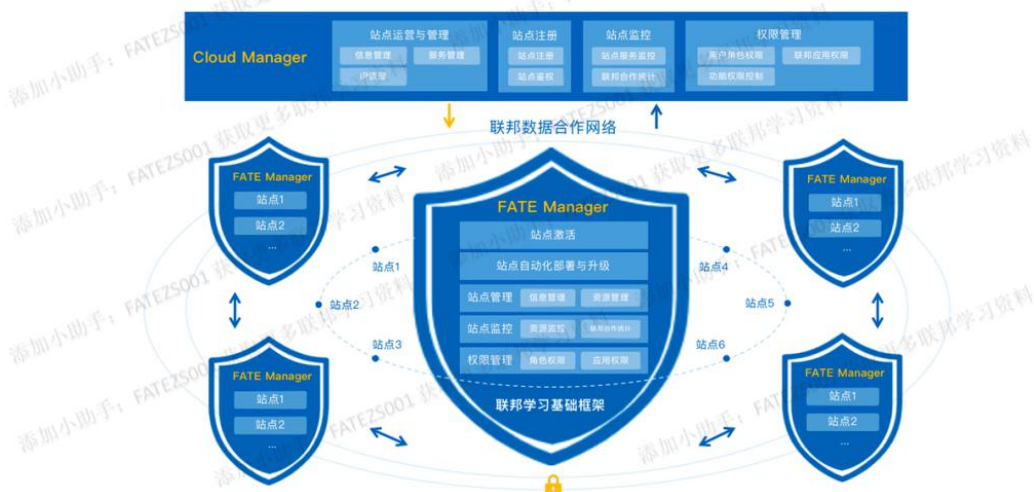 Cloud Manager
站点运营与管理
信息管理
服务管理
IP设置
站点注册
站点注册
站点鉴权
站点监控
站点服务监控
联邦合作统计
权限管理
用户角色权限
联邦应用权限
功能权限控制
联邦数据合作网络
FATE Manager
站点1
站点2
...
FATE Manager
站点1
站点2
...
FATE Manager
站点激活
站点自动化部署与升级
站点管理
信息管理
资源管理
站点监控
资源监控
联邦合作统计
权限管理
角色权限
应用权限
联邦学习基础框架
站点1
站点2
站点3
站点4
站点5
站点6
FATE Manager
站点1
站点2
...
FATE Manager
站点1
站点2
...
添加小助手：FATEZS001 获取更多联邦学习资料